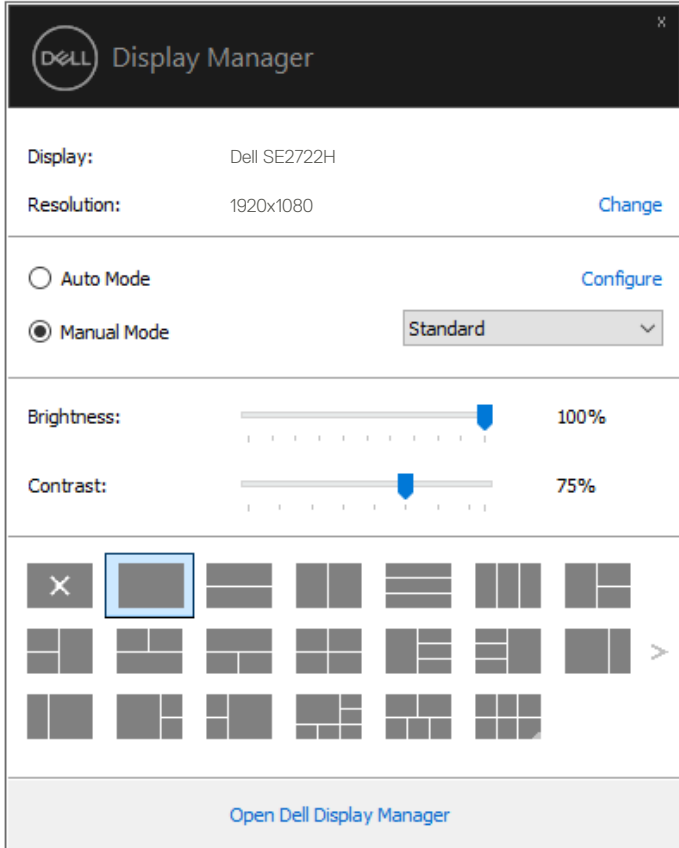 x
DELL Display Manager
Display: Dell SE2722H
Resolution: 1920x1080 Change
Auto Mode Configure
Manual Mode Standard
Brightness: 100%
Contrast: 75%
Open Dell Display Manager